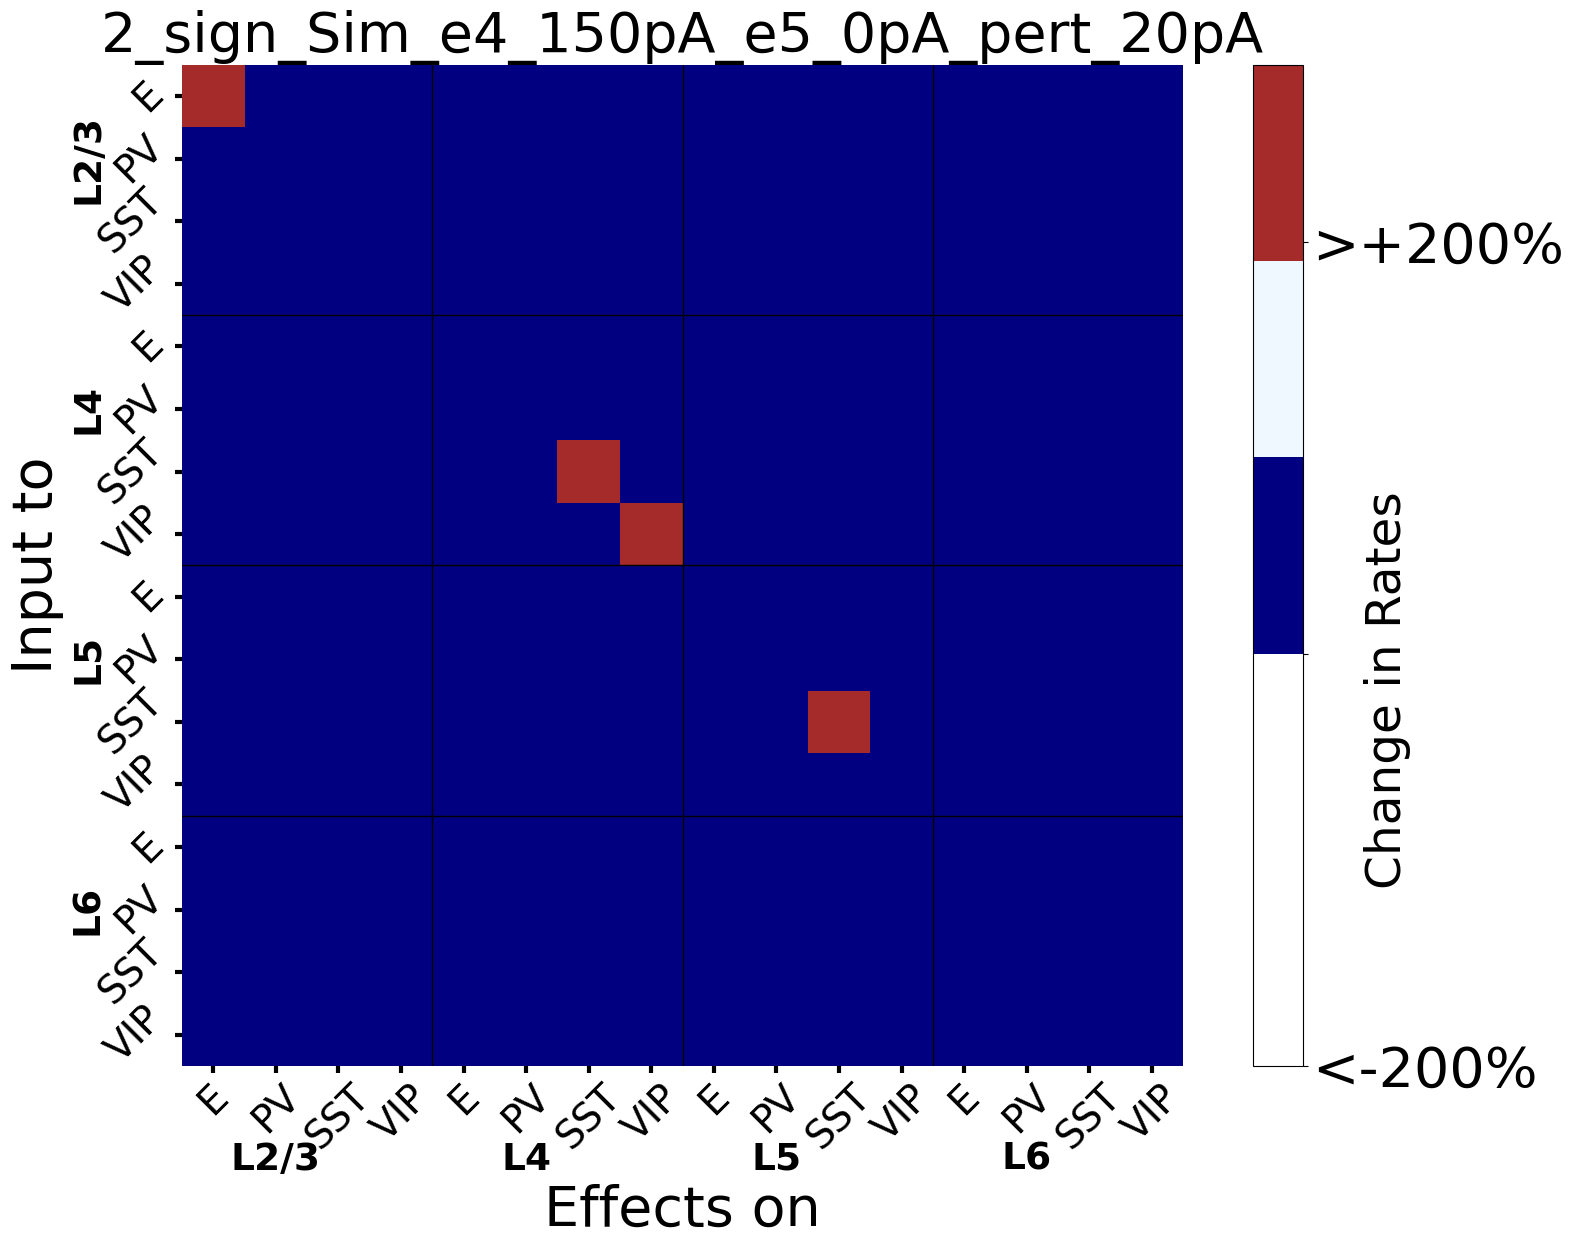 2_sign_Sim_e4_150pA_e5_0pA_pert_20pA
Input to
L2/3
E
PV
SST
VIP
L4
E
PV
SST
VIP
L5
E
PV
SST
VIP
L6
E
PV
SST
VIP
E PV SST VIP E PV SST VIP E PV SST VIP E PV SST VIP
L2/3 L4 L5 L6
Effects on
>+200%
<-200%
Change in Rates